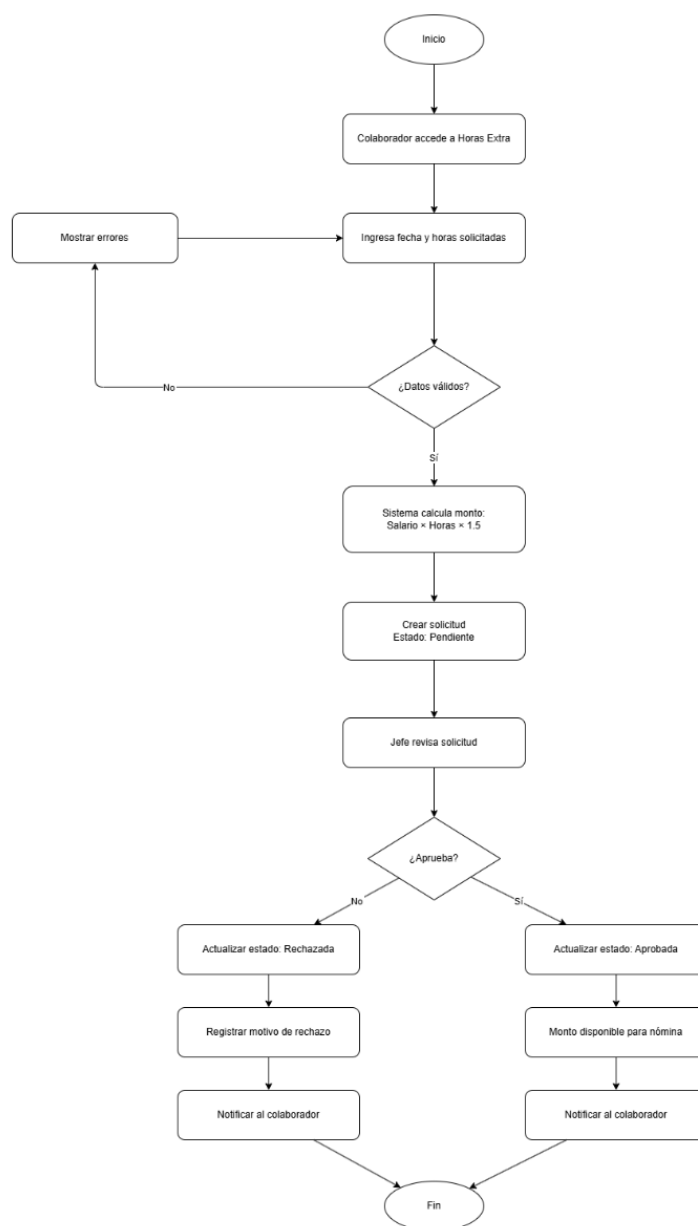 Inicio
Colaborador accede a Horas Extra
Mostrar errores
Ingresa fecha y horas solicitadas
¿Datos válidos?
No
Sí
Sistema calcula monto:
Salario × Horas × 1.5
Crear solicitud
Estado: Pendiente
Jefe revisa solicitud
¿Aprueba?
No
Sí
Actualizar estado: Rechazada
Actualizar estado: Aprobada
Registrar motivo de rechazo
Monto disponible para nómina
Notificar al colaborador
Notificar al colaborador
Fin